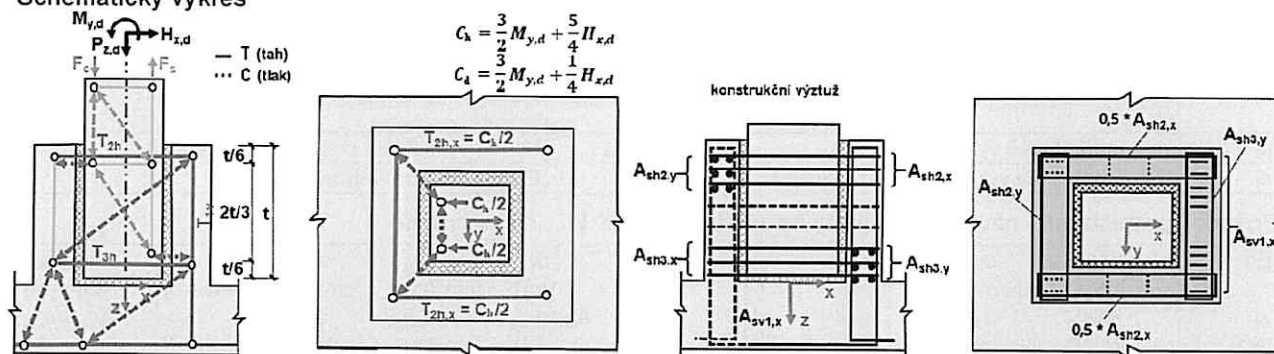 Schematický výkres
M_y,d
P_z,d
H_x,d
F_c
F_s
T (tah)
C (tlak)
T_2h
T_3h
t/6
2t/3
t
t/6
z
x
C_h = 3/2 M_y,d + 5/4 H_x,d
C_d = 3/2 M_y,d + 1/4 H_x,d
T_2h,x = C_h/2
C_h/2
C_h/2
x
y
T_2h,x = C_h/2
konstrukční výztuž
A_sh2.y
A_sh2,x
A_sh3.x
A_sh3.y
A_sv1,x
x
z
0,5 * A_sh2,x
A_sh3,y
A_sh2.y
A_sv1,x
x
y
0,5 * A_sh2,x